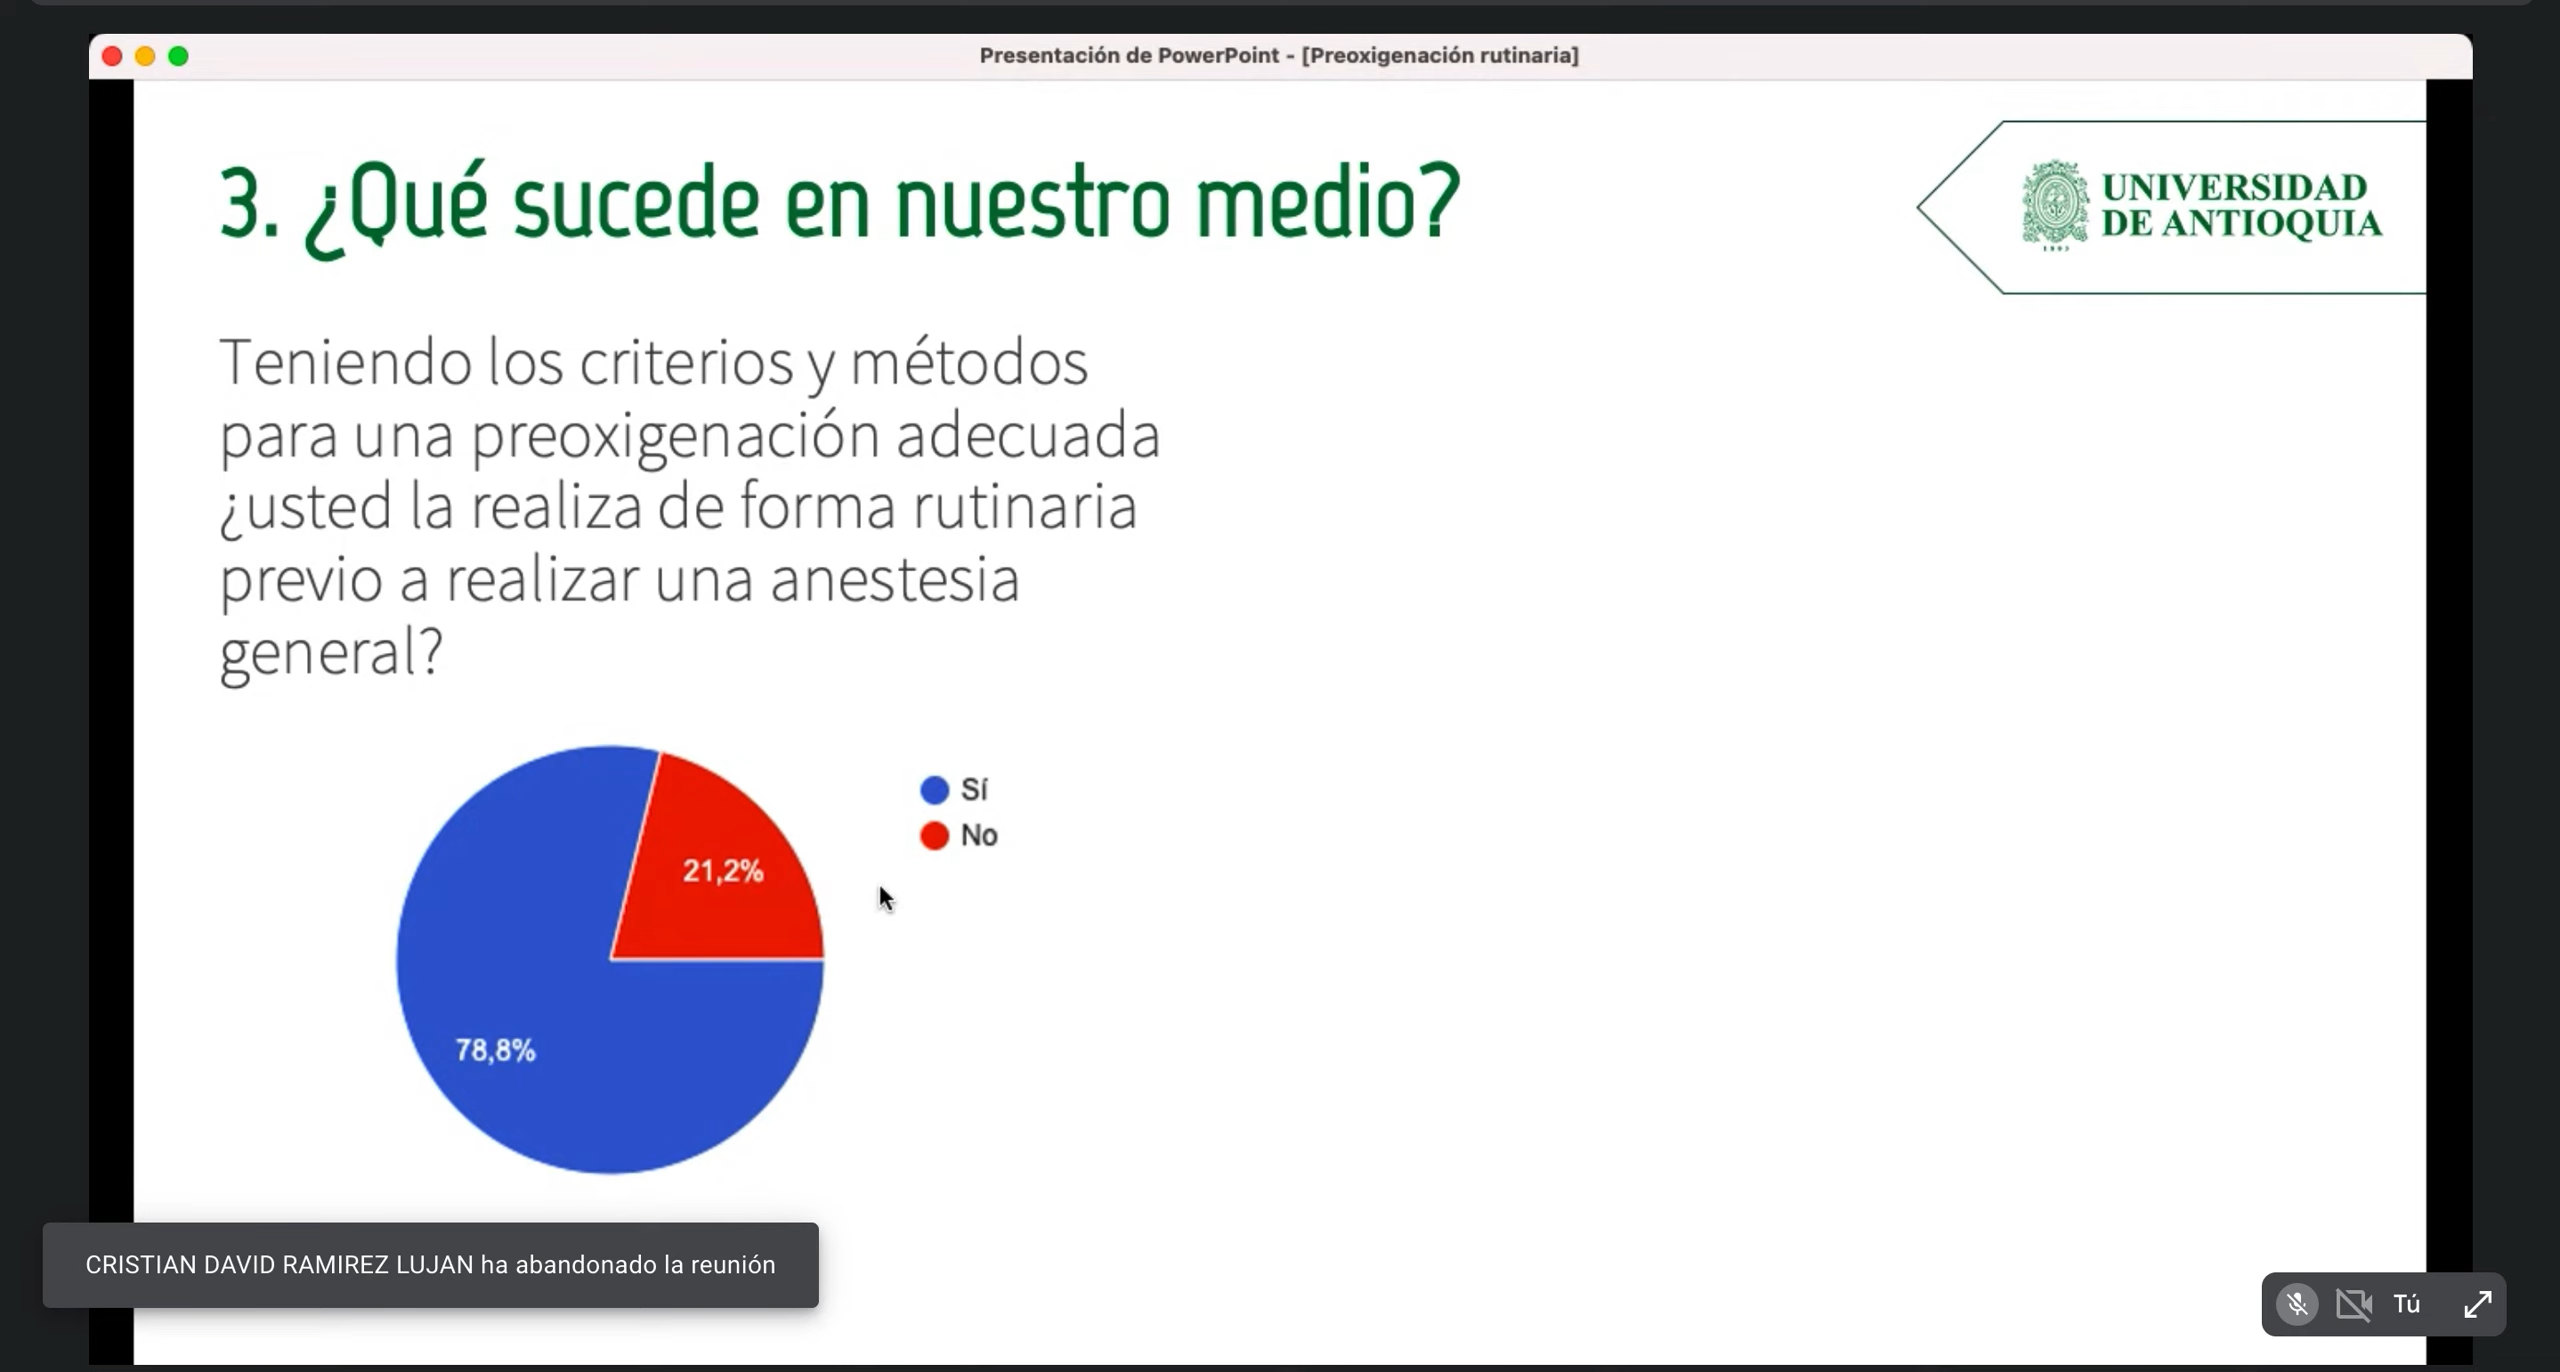 Presentación de PowerPoint - [Preoxigenación rutinaria]
3. ¿Qué sucede en nuestro medio?
UNIVERSIDAD
DE ANTIOQUIA
1803
Teniendo los criterios y métodos
para una preoxigenación adecuada
¿usted la realiza de forma rutinaria
previo a realizar una anestesia
general?
Sí
No
21,2%
78,8%
CRISTIAN DAVID RAMIREZ LUJAN ha abandonado la reunión
Tú